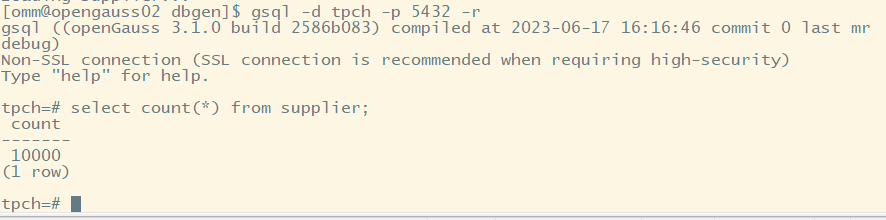 [omm@opengauss02 dbgen]$ gsql -d tpch -p 5432 -r
gsql ((openGauss 3.1.0 build 2586b083) compiled at 2023-06-17 16:16:46 commit 0 last mr
debug)
Non-SSL connection (SSL connection is recommended when requiring high-security)
Type "help" for help.
tpch=# select count(*) from supplier;
count
-------
10000
(1 row)
tpch=#